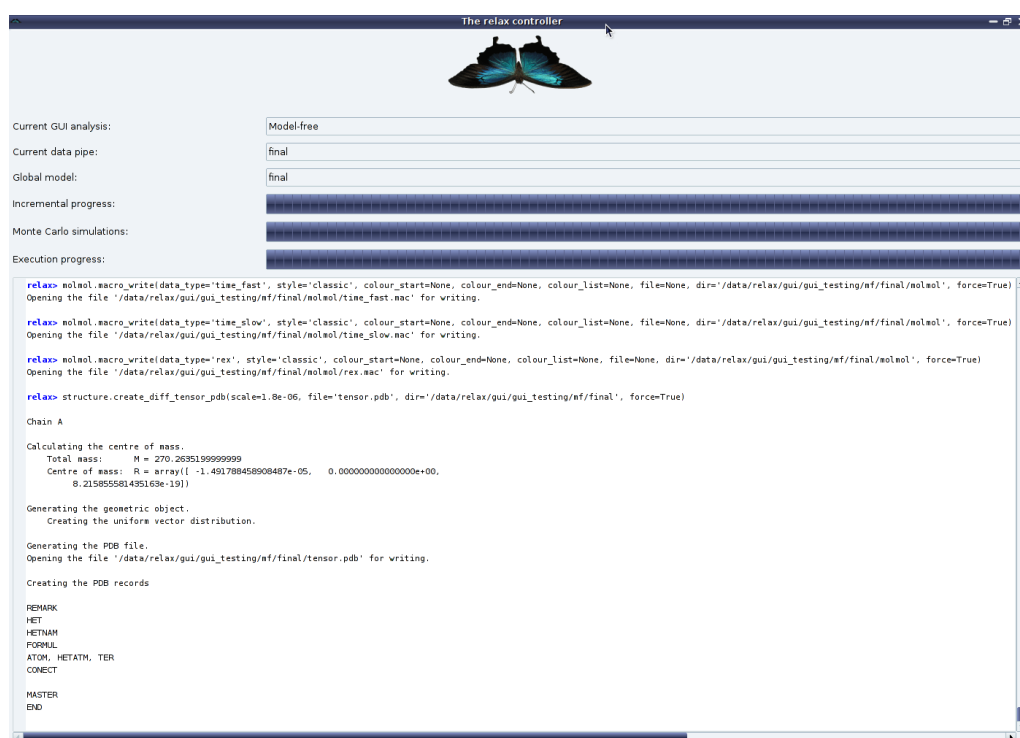 The relax controller
Current GUI analysis: Model-free
Current data pipe: final
Global model: final
Incremental progress:
Monte Carlo simulations:
Execution progress:
relax> molmol.macro_write(data_type='time_fast', style='classic', colour_start=None, colour_end=None, colour_list=None, file=None, dir='/data/relax/gui/gui_testing/mf/final/molmol', force=True)
Opening the file '/data/relax/gui/gui_testing/mf/final/molmol/time_fast.mac' for writing.
relax> molmol.macro_write(data_type='time_slow', style='classic', colour_start=None, colour_end=None, colour_list=None, file=None, dir='/data/relax/gui/gui_testing/mf/final/molmol', force=True)
Opening the file '/data/relax/gui/gui_testing/mf/final/molmol/time_slow.mac' for writing.
relax> molmol.macro_write(data_type='rex', style='classic', colour_start=None, colour_end=None, colour_list=None, file=None, dir='/data/relax/gui/gui_testing/mf/final/molmol', force=True)
Opening the file '/data/relax/gui/gui_testing/mf/final/molmol/rex.mac' for writing.
relax> structure.create_diff_tensor_pdb(scale=1.8e-06, file='tensor.pdb', dir='/data/relax/gui/gui_testing/mf/final', force=True)
Chain A
Calculating the centre of mass.
Total mass: M = 270.2635199999999
Centre of mass: R = array([ -1.491788458908487e-05, 0.000000000000000e+00,
8.215855581435163e-19])
Generating the geometric object.
Creating the uniform vector distribution.
Generating the PDB file.
Opening the file '/data/relax/gui/gui_testing/mf/final/tensor.pdb' for writing.
Creating the PDB records
REMARK
HET
HETNAM
FORMUL
ATOM, HETATM, TER
CONECT
MASTER
END